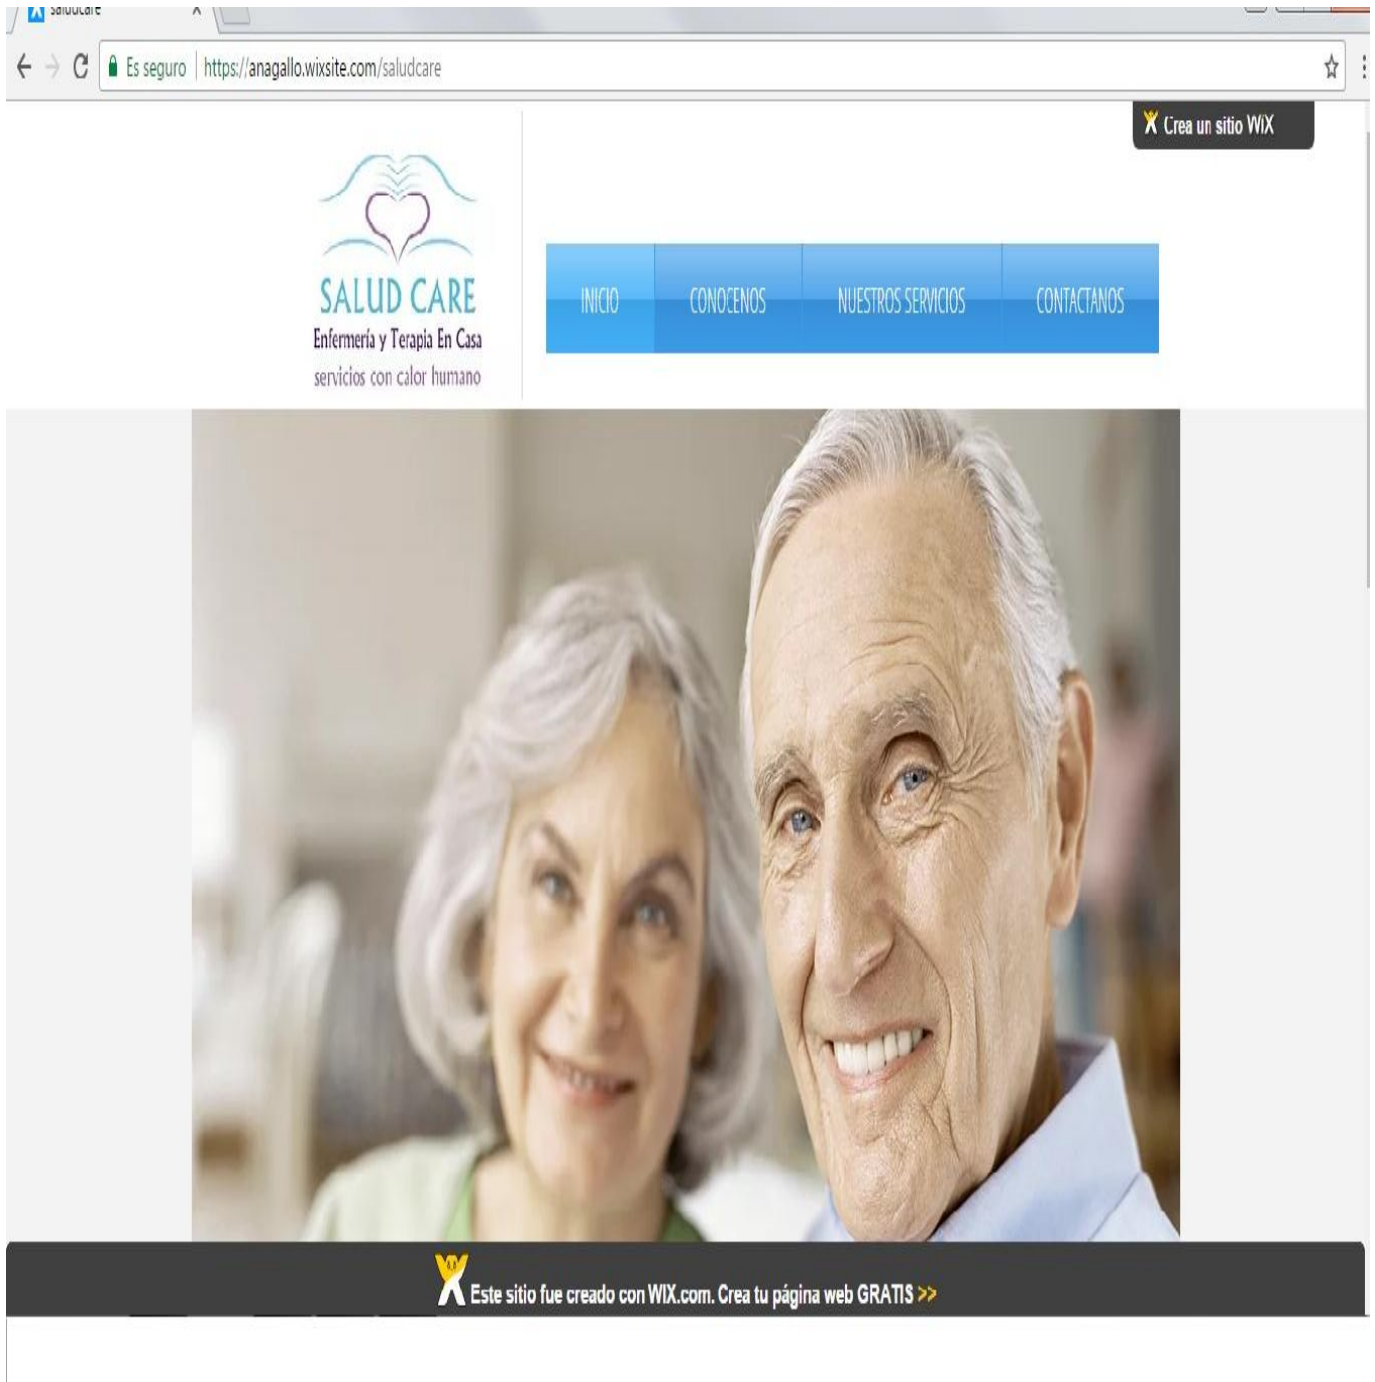 saludcare
Es seguro | https://anagallo.wixsite.com/saludcare
Crea un sitio WiX
SALUD CARE
Enfermería y Terapia En Casa
servicios con calor humano
INICIO CONOCENOS NUESTROS SERVICIOS CONTACTANOS
Este sitio fue creado con WIX.com. Crea tu página web GRATIS >>